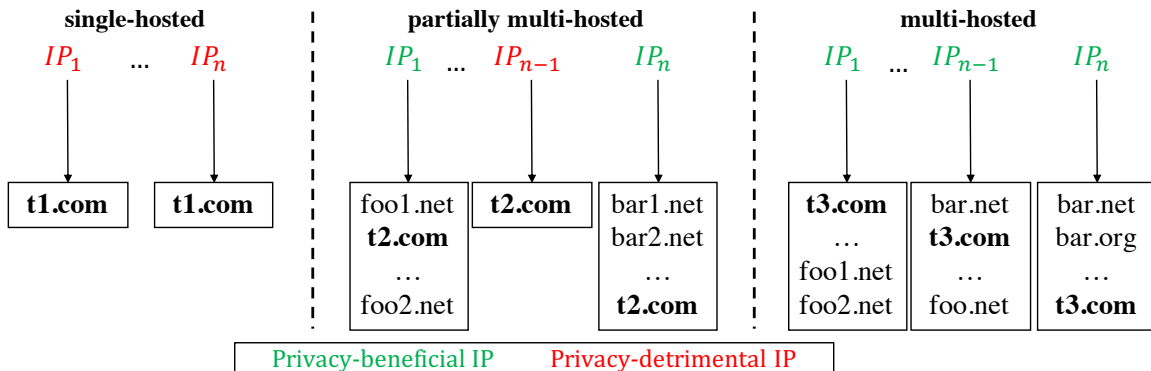 single-hosted partially multi-hosted multi-hosted
IP₁ ... IPₙ IP₁ ... IPₙ₋₁ IPₙ IP₁ ... IPₙ₋₁ IPₙ
t1.com t1.com foo1.net t2.com bar1.net t3.com bar.net bar.net
t2.com bar2.net ... t3.com bar.org
... ... foo1.net ... ...
foo2.net t2.com foo2.net foo.net t3.com
Privacy-beneficial IP Privacy-detrimental IP